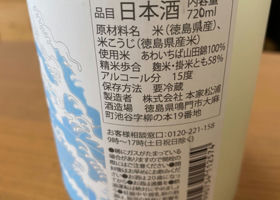 品目 日本酒 内容量
720ml
原材料名 米(徳島県産)、
米こうじ(徳島県産米)
使用米 あわいちば山田錦100%
精米歩合 麹米・掛米とも58%
アルコール分 15度
保存方法 要冷蔵
製造者 株式会社 本家松浦
酒造場 徳島県鳴門市大麻
町池谷字柳の本19番地
お客様相談窓口:0120-221-158
9時〜17時(土日祝除く)